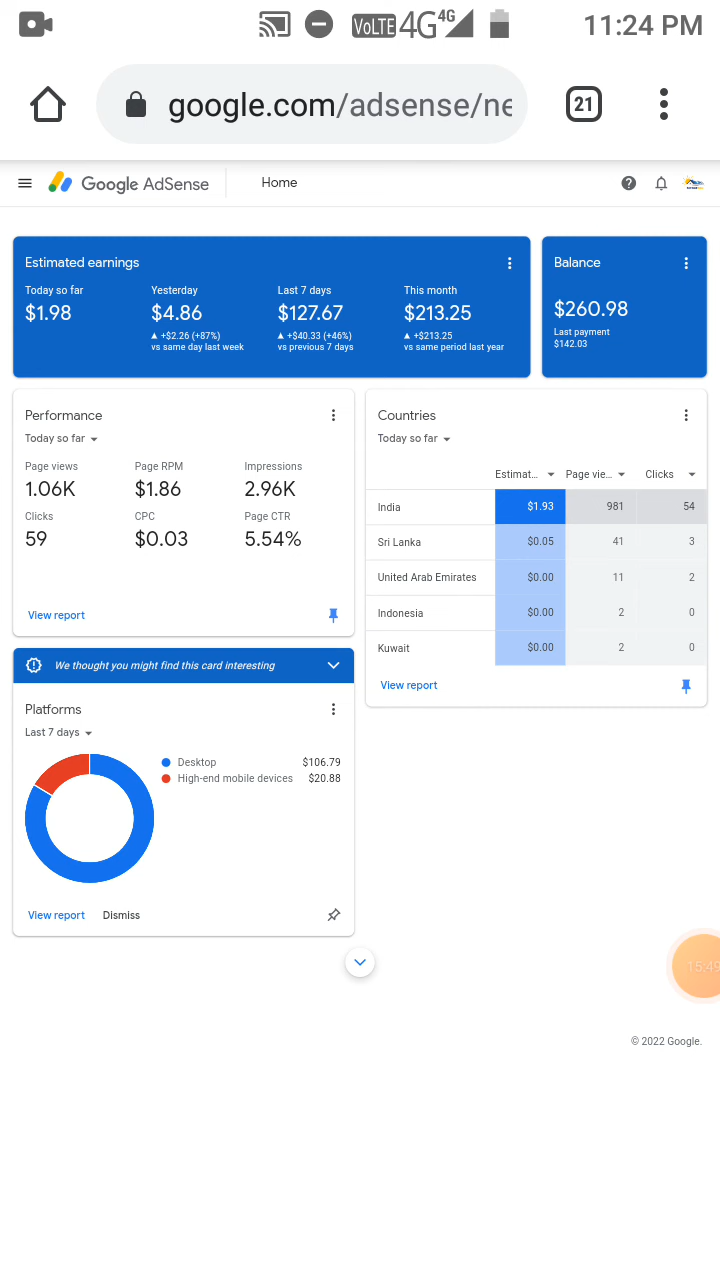 VoLTE 4G 4G 11:24 PM
google.com/adsense/ne
21
Google AdSense Home
Estimated earnings
Today so far Yesterday Last 7 days This month
$1.98 $4.86 $127.67 $213.25
+$2.26 (+87%) +$40.33 (+46%) +$213.25
vs same day last week vs previous 7 days vs same period last year
Balance
$260.98
Last payment
$142.03
Performance
Today so far
Page views Page RPM Impressions
1.06K $1.86 2.96K
Clicks CPC Page CTR
59 $0.03 5.54%
View report
Countries
Today so far
Estimat... Page vie... Clicks
India $1.93 981 54
Sri Lanka $0.05 41 3
United Arab Emirates $0.00 11 2
Indonesia $0.00 2 0
Kuwait $0.00 2 0
View report
We thought you might find this card interesting
Platforms
Last 7 days
Desktop $106.79
High-end mobile devices $20.88
View report Dismiss
15:49
© 2022 Google.